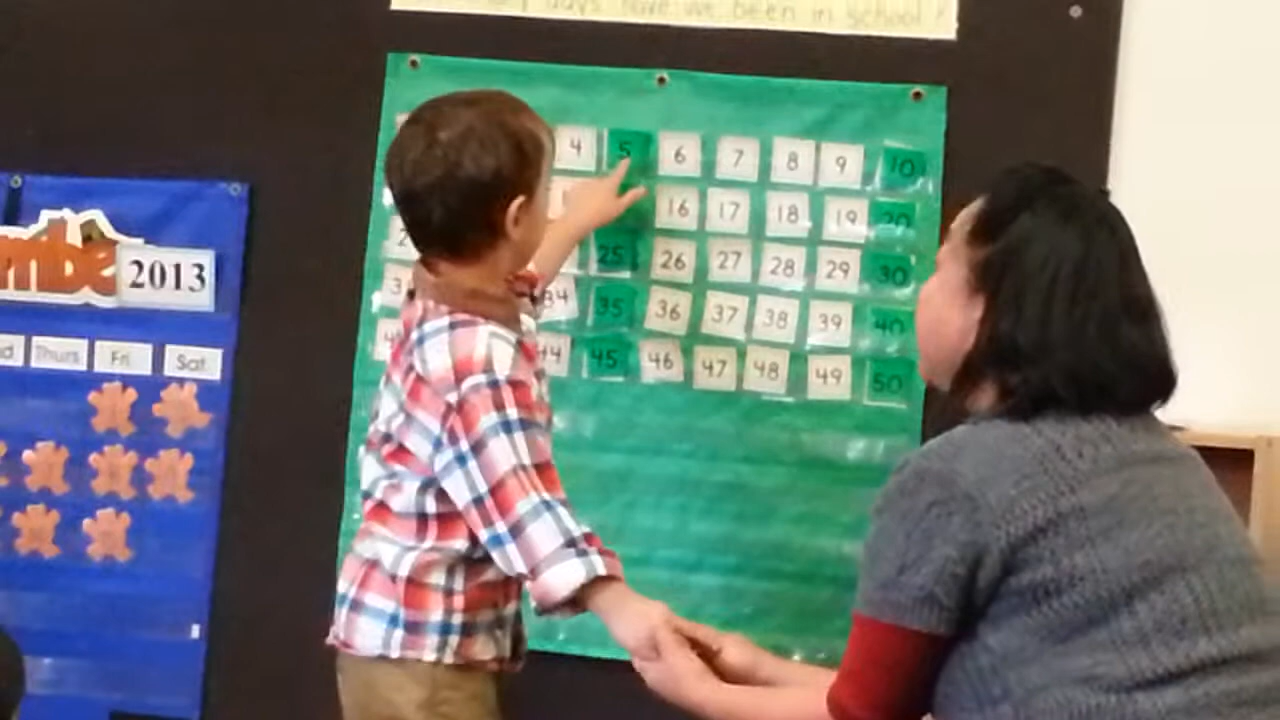 days have we been in school?
4 5 6 7 8 9 10
16 17 18 19 20
25 26 27 28 29 30
34 35 36 37 38 39 40
44 45 46 47 48 49 50
mbe 2013
d Thurs Fri Sat